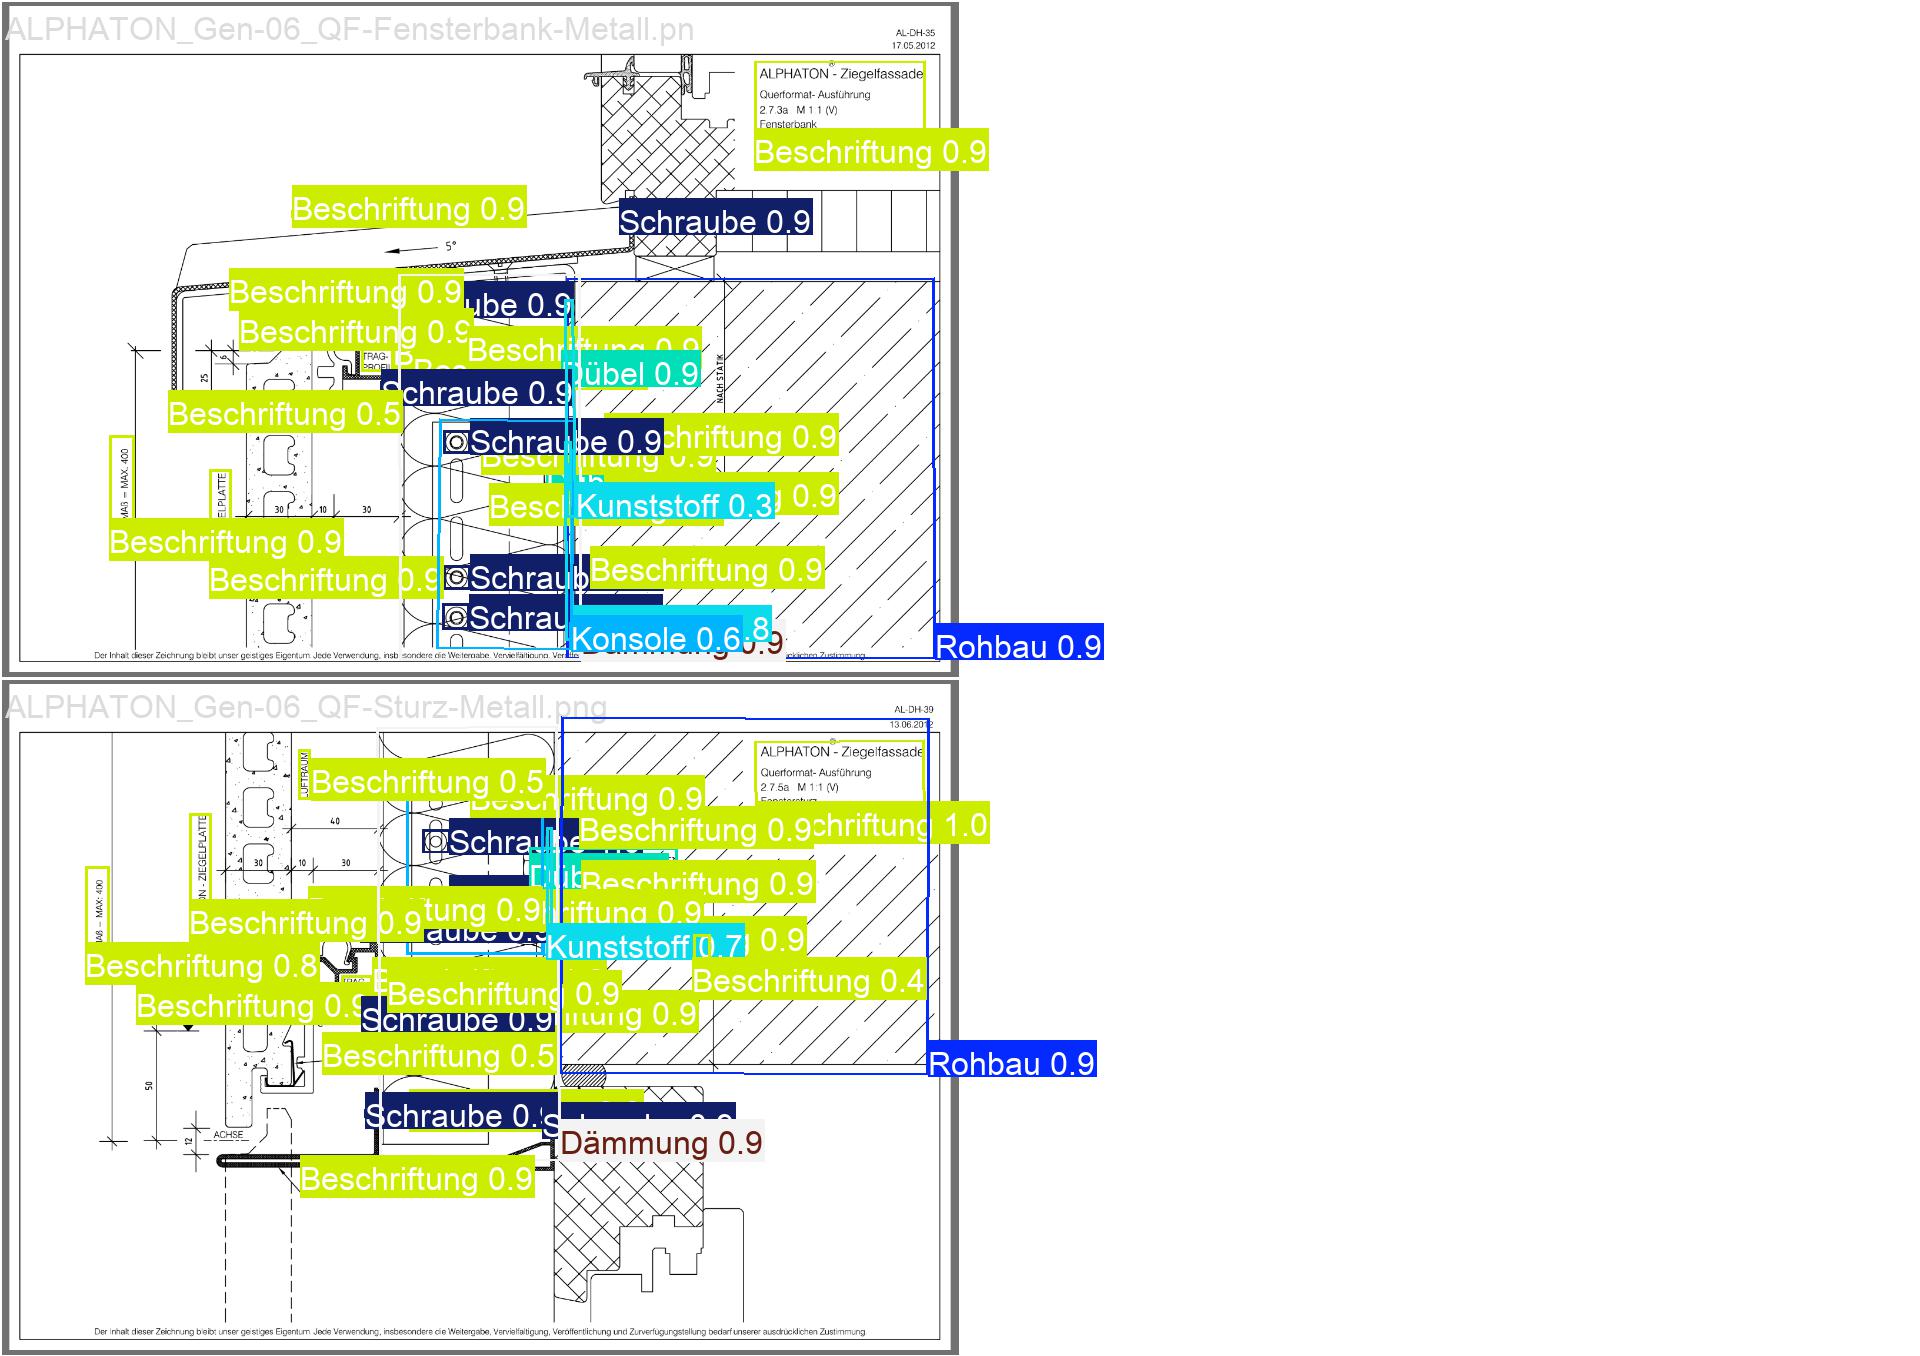 ALPHATON_Gen-06_QF-Fensterbank-Metall.pn
AL-DH-35
17.05.2012
ALPHATON® - Ziegelfassade
Querformat- Ausführung
2.7.3a M 1:1 (V)
Fensterbank
Beschriftung 0.9
Beschriftung 0.9
Schraube 0.9
5°
Beschriftung 0.9
ube 0.9
Beschriftung 0.9
Beschriftung 0.9
TRAG-
PROFIL
6
25
Dübel 0.9
NACH STATIK
Schraube 0.9
Beschriftung 0.5
Schraube 0.9
chriftung 0.9
Beschriftung 0.9
MAß = MAX. 400
ELPLATTE
Besc
Kunststoff 0.3
g 0.9
30
10
30
Beschriftung 0.9
Beschriftung 0.9
Schraub
Beschriftung 0.9
Schrau
Konsole 0.6
.8
Dämmung 0.9
Rohbau 0.9
Der Inhalt dieser Zeichnung bleibt unser geistiges Eigentum. Jede Verwendung, insbesondere die Weitergabe, Vervielfältigung, Veröffe
cklichen Zustimmung.
ALPHATON_Gen-06_QF-Sturz-Metall.png
AL-DH-39
13.06.2012
ALPHATON® - Ziegelfassade
Querformat- Ausführung
2.7.5a M 1:1 (V)
Fenstersturz
LUFTRAUM
Beschriftung 0.5
Beschriftung 0.9
40
Schraube
Beschriftung 0.9
chriftung 1.0
30
10
30
Düb
Beschriftung 0.9
ON - ZIEGELPLATTE
MAß = MAX. 400
Beschriftung 0.9
tung 0.9
riftung 0.9
aube 0.9
Kunststoff 0.7
g 0.9
Beschriftung 0.8
Beschriftung 0.4
Beschriftung 0.9
Beschriftung 0.9
Schraube 0.9
iftung 0.9
Beschriftung 0.5
Rohbau 0.9
50
Schraube 0.9
12
ACHSE
Dämmung 0.9
Beschriftung 0.9
Der Inhalt dieser Zeichnung bleibt unser geistiges Eigentum. Jede Verwendung, insbesondere die Weitergabe, Vervielfältigung, Veröffentlichung und Zurverfügungstellung bedarf unserer ausdrücklichen Zustimmung.